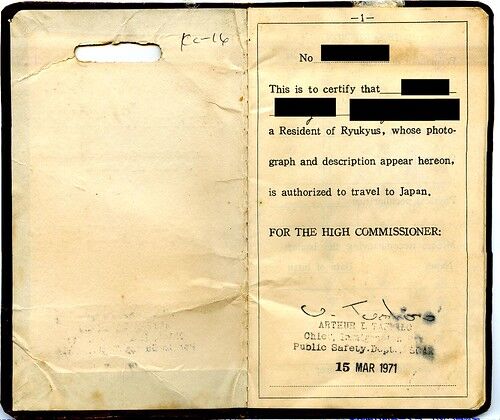 Kc-16
-1-
No
This is to certify that
a Resident of Ryukyus, whose photo-
graph and description appear hereon,
is authorized to travel to Japan.
FOR THE HIGH COMMISSIONER:
ARTHUR
Chief,
Public Safety Dept.,
15 MAR 1971